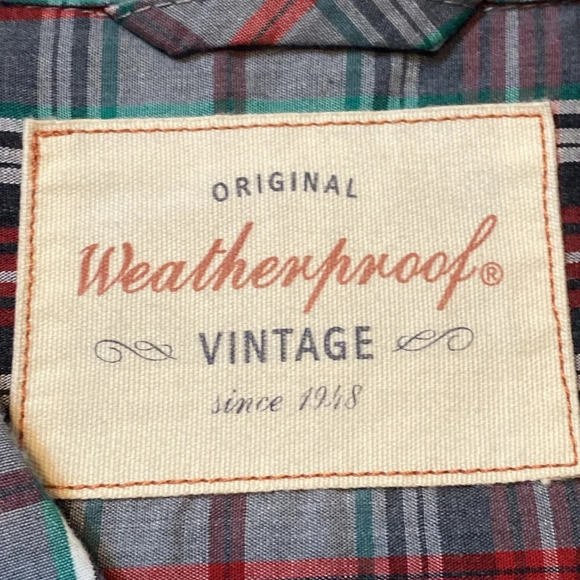 ORIGINAL
Weatherproof®
VINTAGE
since 1948